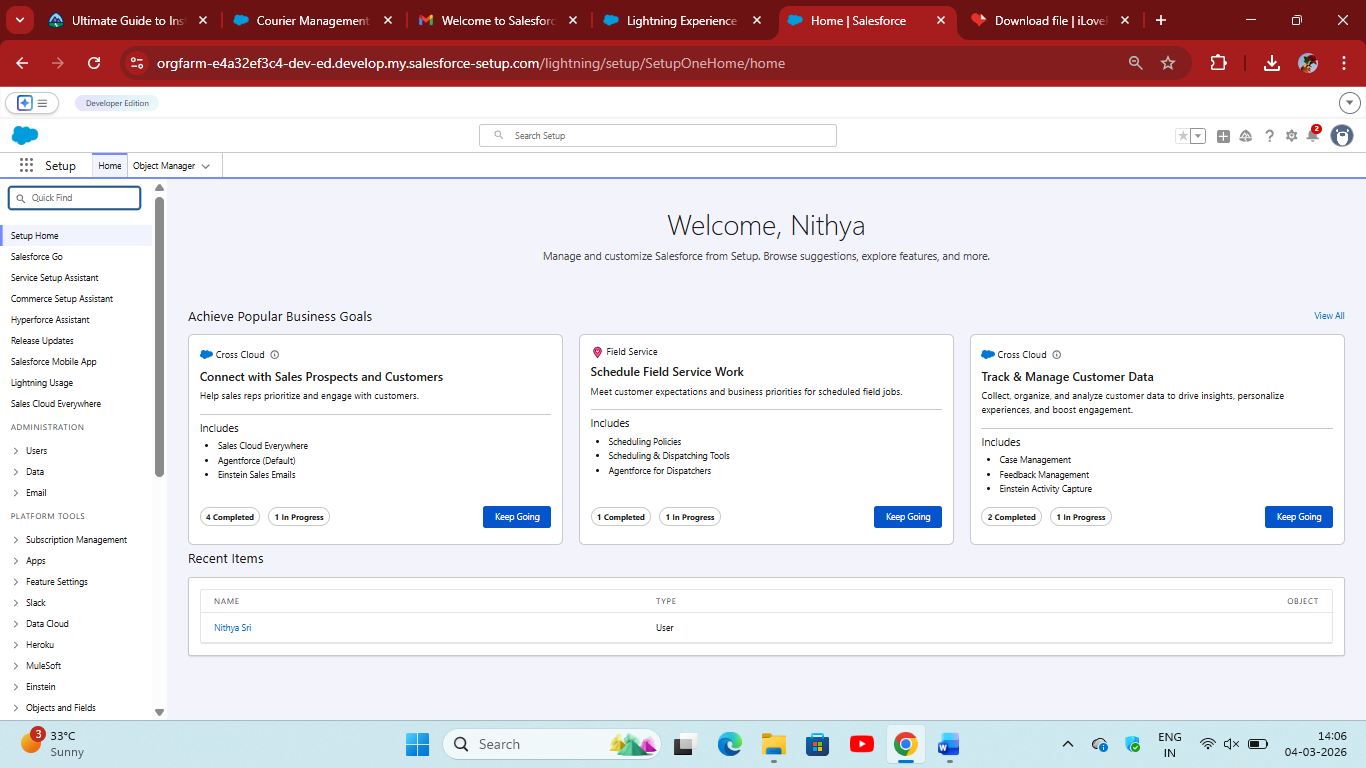 Ultimate Guide to Inst
Courier Management
Welcome to Salesforc
Lightning Experience
Home | Salesforce
Download file | iLovel
orgfarm-e4a32ef3c4-dev-ed.develop.my.salesforce-setup.com/lightning/setup/SetupOneHome/home
Developer Edition
Search Setup
2
Setup
Home
Object Manager
Quick Find
Setup Home
Salesforce Go
Service Setup Assistant
Commerce Setup Assistant
Hyperforce Assistant
Release Updates
Salesforce Mobile App
Lightning Usage
Sales Cloud Everywhere
ADMINISTRATION
Users
Data
Email
PLATFORM TOOLS
Subscription Management
Apps
Feature Settings
Slack
Data Cloud
Heroku
MuleSoft
Einstein
Objects and Fields
Welcome, Nithya
Manage and customize Salesforce from Setup. Browse suggestions, explore features, and more.
Achieve Popular Business Goals
View All
Cross Cloud
Connect with Sales Prospects and Customers
Help sales reps prioritize and engage with customers.
Includes
• Sales Cloud Everywhere
• Agentforce (Default)
• Einstein Sales Emails
4 Completed
1 In Progress
Keep Going
Field Service
Schedule Field Service Work
Meet customer expectations and business priorities for scheduled field jobs.
Includes
• Scheduling Policies
• Scheduling & Dispatching Tools
• Agentforce for Dispatchers
1 Completed
1 In Progress
Keep Going
Cross Cloud
Track & Manage Customer Data
Collect, organize, and analyze customer data to drive insights, personalize
experiences, and boost engagement.
Includes
• Case Management
• Feedback Management
• Einstein Activity Capture
2 Completed
1 In Progress
Keep Going
Recent Items
NAME TYPE OBJECT
Nithya Sri User
3
33°C
Sunny
Search
ENG
IN
14:06
04-03-2026